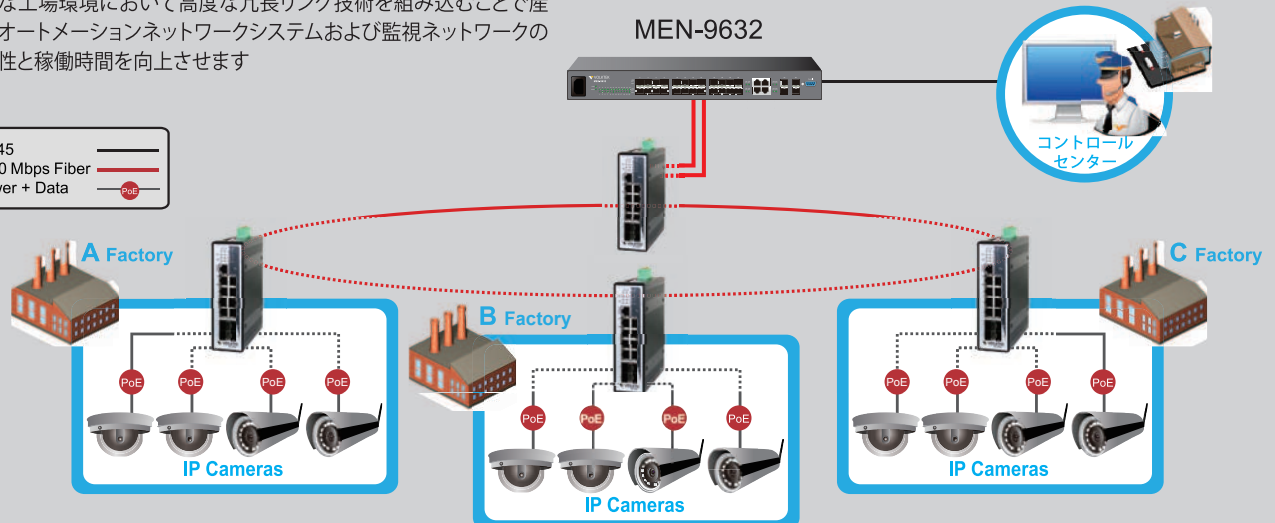 な工場環境において高度な冗長リング技術を組み込むことで産
オートメーションネットワークシステムおよび監視ネットワークの
性と稼働時間を向上させます
MEN-9632
コントロール
センター
45
0 Mbps Fiber
er + Data
PoE
A Factory
B Factory
C Factory
PoE
PoE
PoE
PoE
IP Cameras
PoE
PoE
PoE
PoE
IP Cameras
PoE
PoE
PoE
PoE
IP Cameras